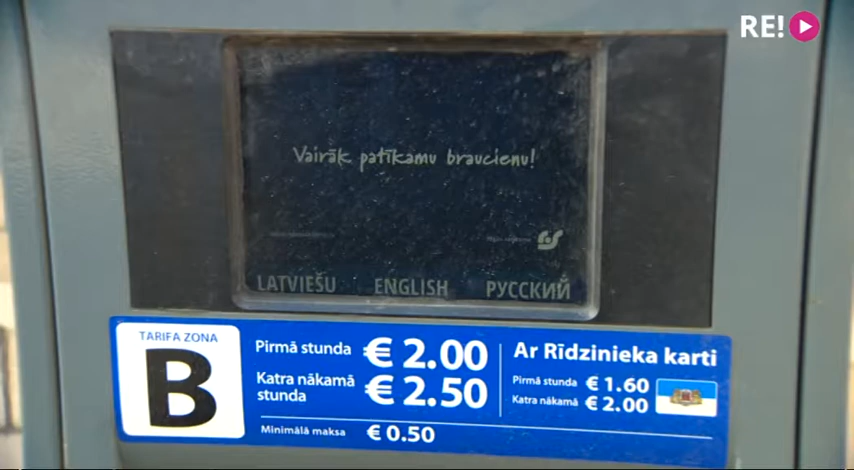 RE!
Vairāk patīkamu braucienu!
LATVIEŠU ENGLISH РУССКИЙ
TARIFA ZONA
B
Pirmā stunda € 2.00
Katra nākamā stunda € 2.50
Minimālā maksa € 0.50
Ar Rīdzinieka karti
Pirmā stunda € 1.60
Katra nākamā € 2.00